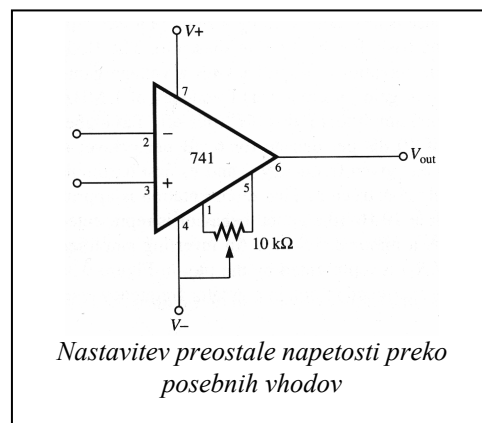 V+
7
2
−
741
6
V_out
3
+
5
1
4
10 kΩ
V−
Nastavitev preostale napetosti preko
posebnih vhodov